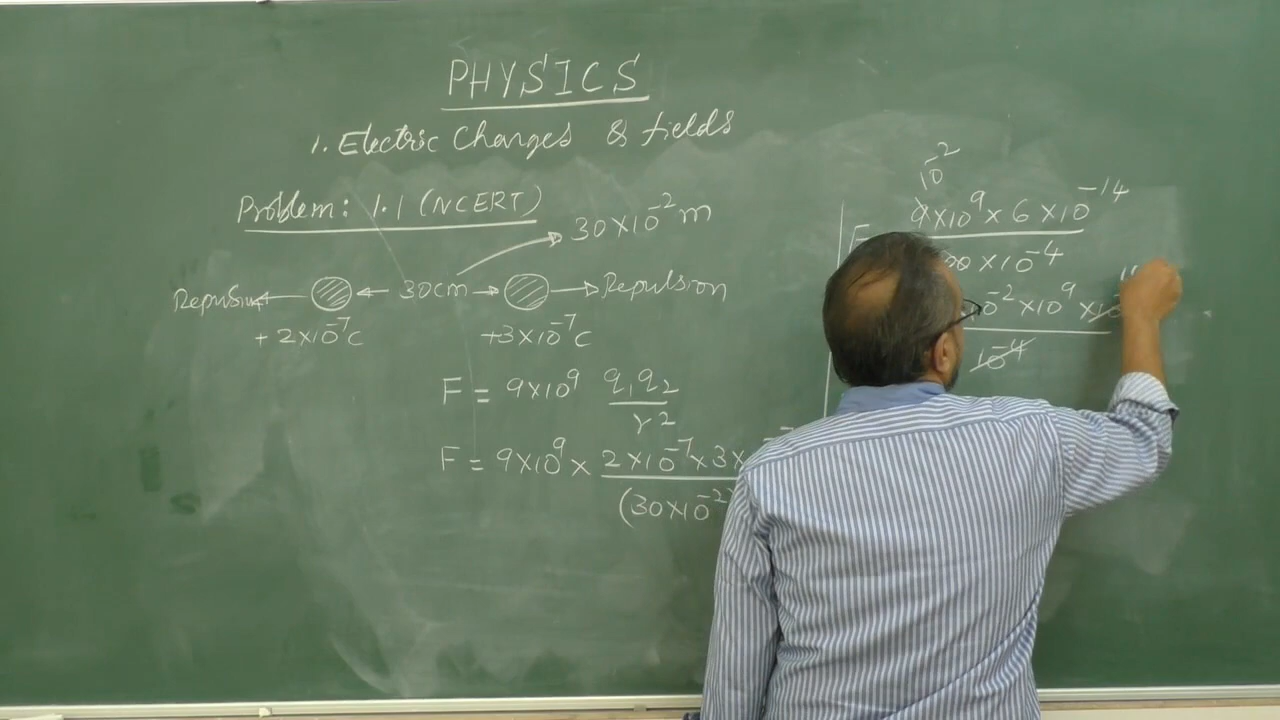 PHYSICS
1. Electric Charges & fields
Problem: 1.1 (NCERT)
30×10⁻² m
Repulsion ← ← 30cm → → Repulsion
+ 2×10⁻⁷c +3×10⁻⁷c
F = 9×10⁹ q₁q₂
r²
F = 9×10⁹ × 2×10⁻⁷×3×
(30×10⁻²
10⁻²
9×10⁹×6×10⁻¹⁴
×10⁻⁴
×10⁹
10⁻⁴